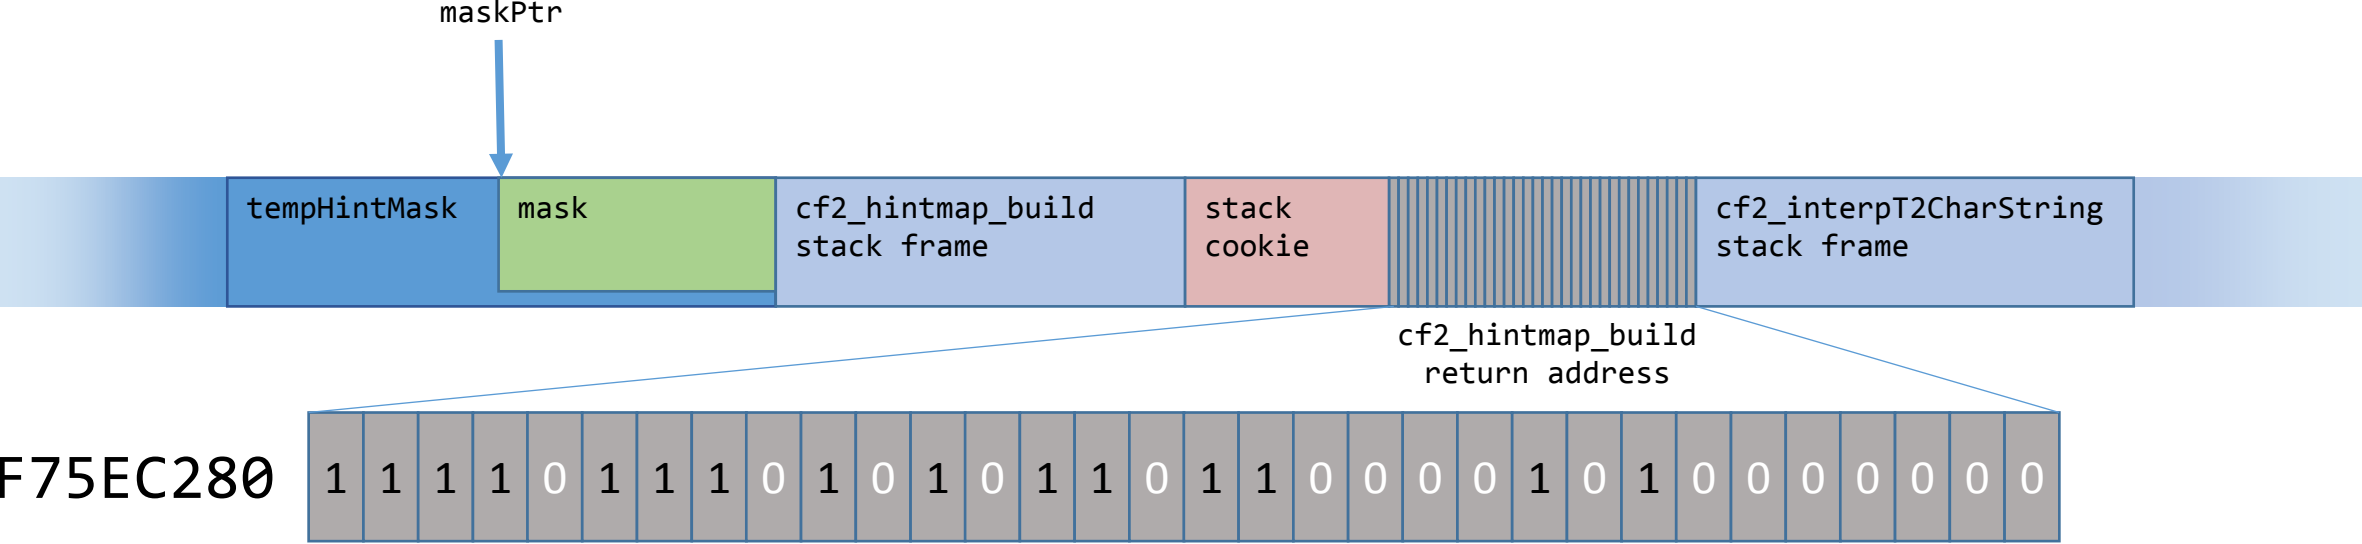 maskPtr
tempHintMask
mask
cf2_hintmap_build
stack frame
stack
cookie
cf2_interpT2CharString
stack frame
cf2_hintmap_build
return address
F75EC280 1 1 1 1 0 1 1 1 0 1 0 1 0 1 1 0 1 1 0 0 0 0 1 0 1 0 0 0 0 0 0 0